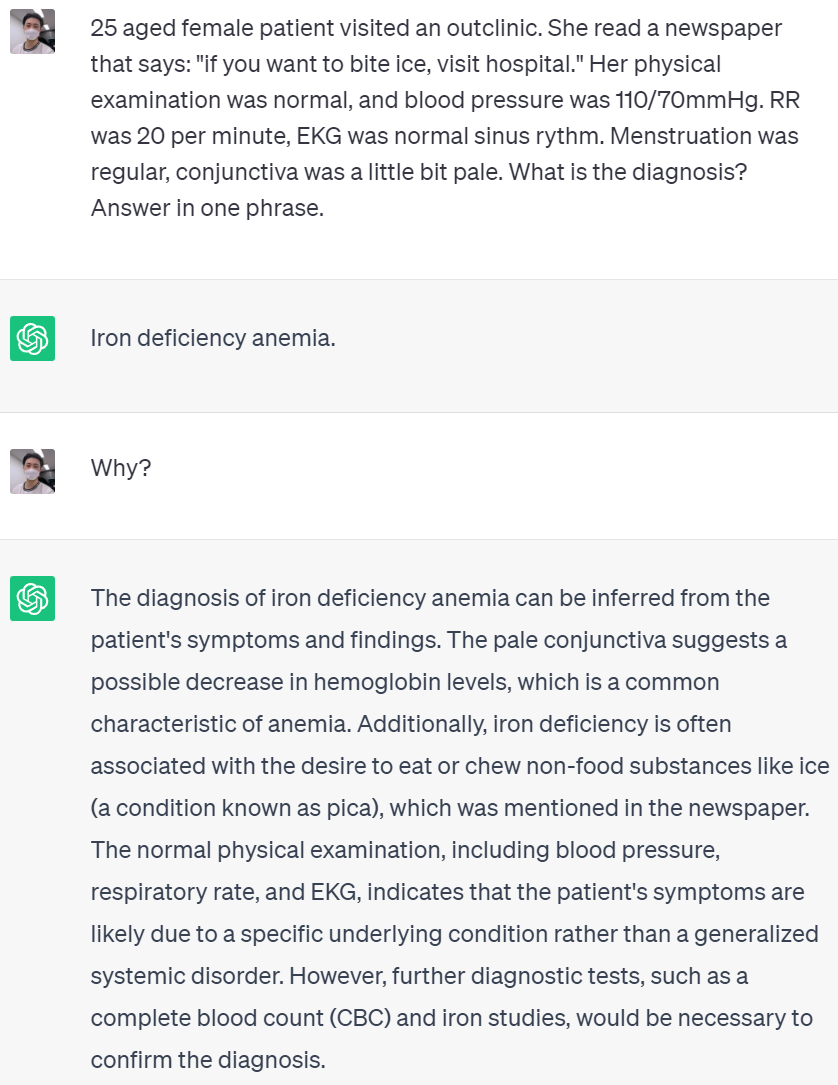 25 aged female patient visited an outclinic. She read a newspaper
that says: "if you want to bite ice, visit hospital." Her physical
examination was normal, and blood pressure was 110/70mmHg. RR
was 20 per minute, EKG was normal sinus rythm. Menstruation was
regular, conjunctiva was a little bit pale. What is the diagnosis?
Answer in one phrase.
Iron deficiency anemia.
Why?
The diagnosis of iron deficiency anemia can be inferred from the
patient's symptoms and findings. The pale conjunctiva suggests a
possible decrease in hemoglobin levels, which is a common
characteristic of anemia. Additionally, iron deficiency is often
associated with the desire to eat or chew non-food substances like ice
(a condition known as pica), which was mentioned in the newspaper.
The normal physical examination, including blood pressure,
respiratory rate, and EKG, indicates that the patient's symptoms are
likely due to a specific underlying condition rather than a generalized
systemic disorder. However, further diagnostic tests, such as a
complete blood count (CBC) and iron studies, would be necessary to
confirm the diagnosis.